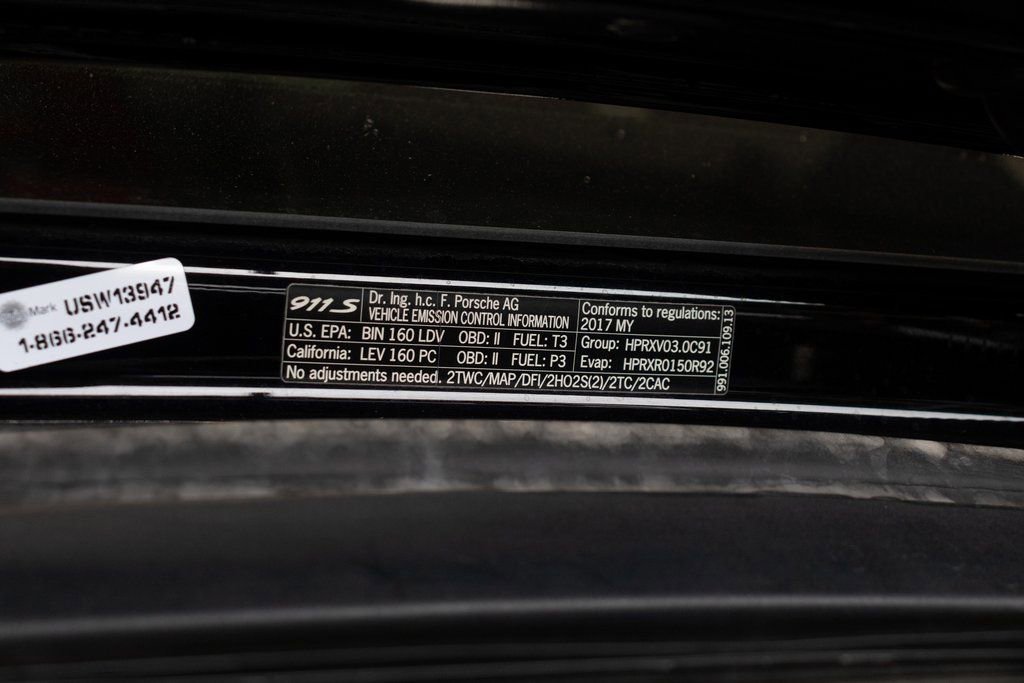 Mark USW13947
1-866-247-4412
911 S
Dr. Ing. h.c. F. Porsche AG
VEHICLE EMISSION CONTROL INFORMATION
Conforms to regulations:
2017 MY
U.S. EPA: BIN 160 LDV OBD: II FUEL: T3
Group: HPRXV03.0C91
California: LEV 160 PC OBD: II FUEL: P3
Evap: HPRXR0150R92
No adjustments needed. 2TWC/MAP/DFI/2HO2S(2)/2TC/2CAC
991.006.109.13